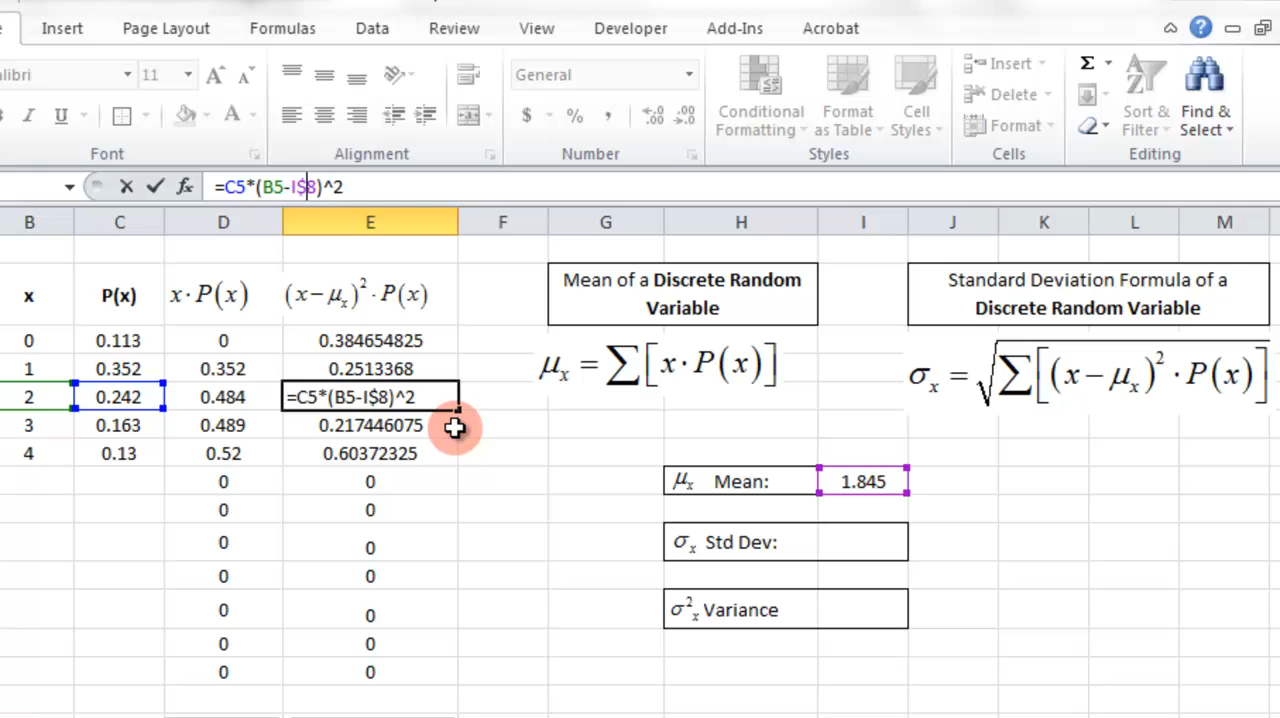 Insert Page Layout Formulas Data Review View Developer Add-Ins Acrobat
alibri 11 General Insert Σ
Delete
I U $ % , .0 .00 .00 .0 Conditional Formatting Format as Table Cell Styles Format Sort & Filter Find & Select
Font Alignment Number Styles Cells Editing
fx =C5*(B5-I$8)^2
B C D E F G H I J K L M
x P(x) x·P(x) (x−μx)²·P(x)
Mean of a Discrete Random
Variable
Standard Deviation Formula of a
Discrete Random Variable
0 0.113 0 0.384654825
1 0.352 0.352 0.2513368
μx = ∑[x·P(x)]
σx = √∑[(x−μx)²·P(x)]
2 0.242 0.484 =C5*(B5-I$8)^2
3 0.163 0.489 0.217446075
4 0.13 0.52 0.60372325
0 0 μx Mean: 1.845
0 0
0 0 σx Std Dev:
0 0
0 0 σ²x Variance
0 0
0 0